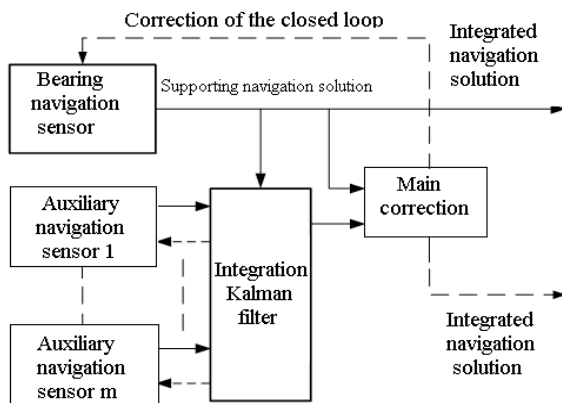 Correction of the closed loop
Integrated
navigation
solution
Bearing
navigation
sensor
Supporting navigation solution
Main
correction
Auxiliary
navigation
sensor 1
Integration
Kalman
filter
Auxiliary
navigation
sensor m
Integrated
navigation
solution